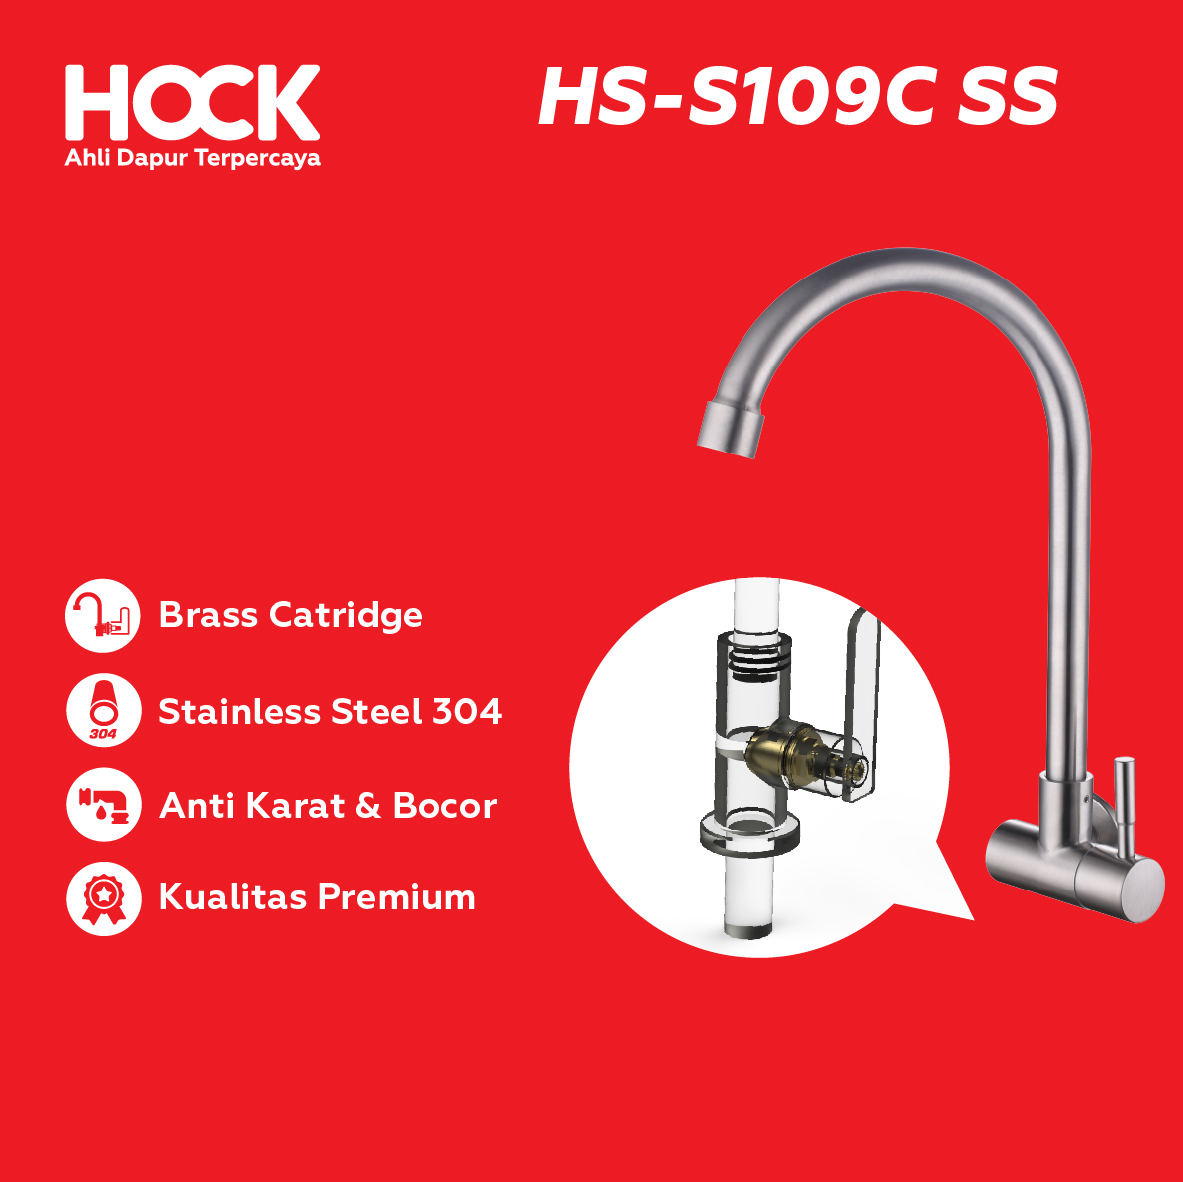 HOCK
Ahli Dapur Terpercaya
HS-S109C SS
Brass Catridge
304
Stainless Steel 304
Anti Karat & Bocor
Kualitas Premium